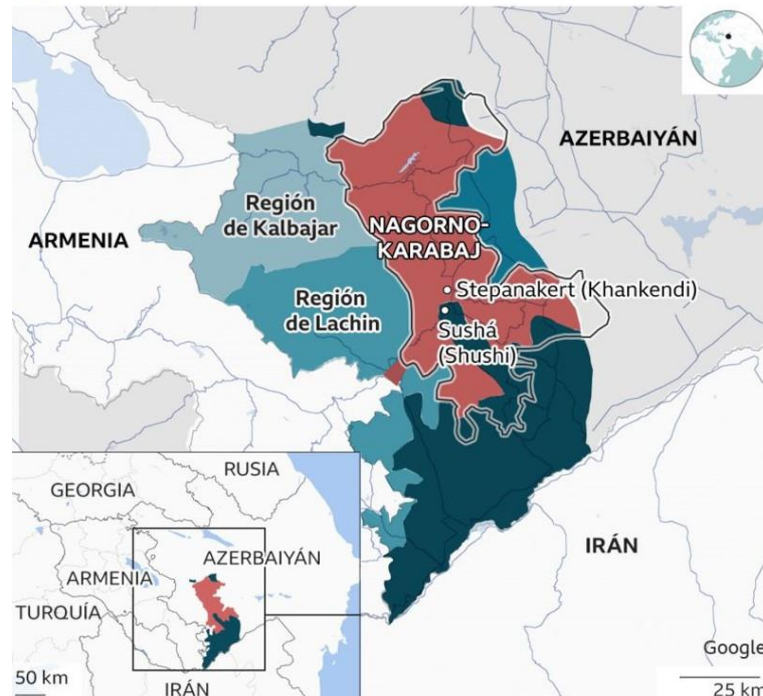 AZERBAIYÁN
Región
de Kalbajar
ARMENIA
NAGORNO-
KARABAJ
Región
de Lachin
Stepanakert (Khankendi)
Sushá
(Shushi)
IRÁN
RUSIA
GEORGIA
AZERBAIYÁN
ARMENIA
TURQUÍA
IRÁN
50 km
Google
25 km